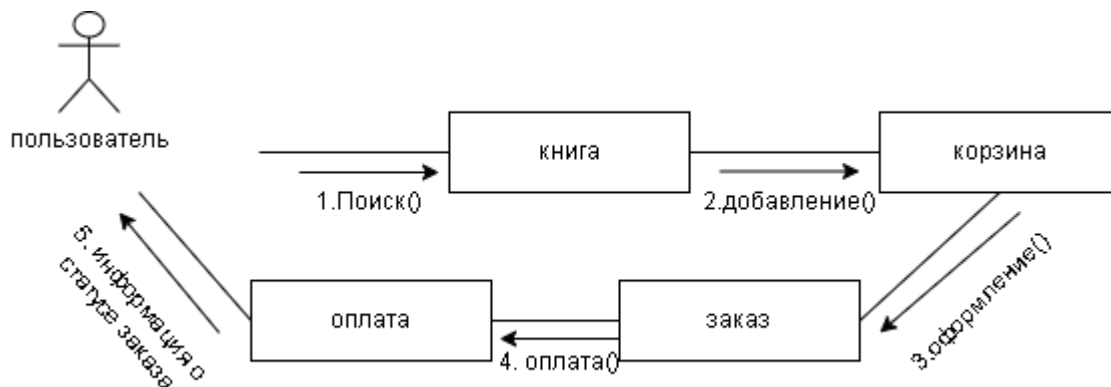 пользователь
книга
корзина
1.Поиск()
2.добавление()
3.оформление()
заказ
4. оплата()
оплата
5. информация о
статусе заказа